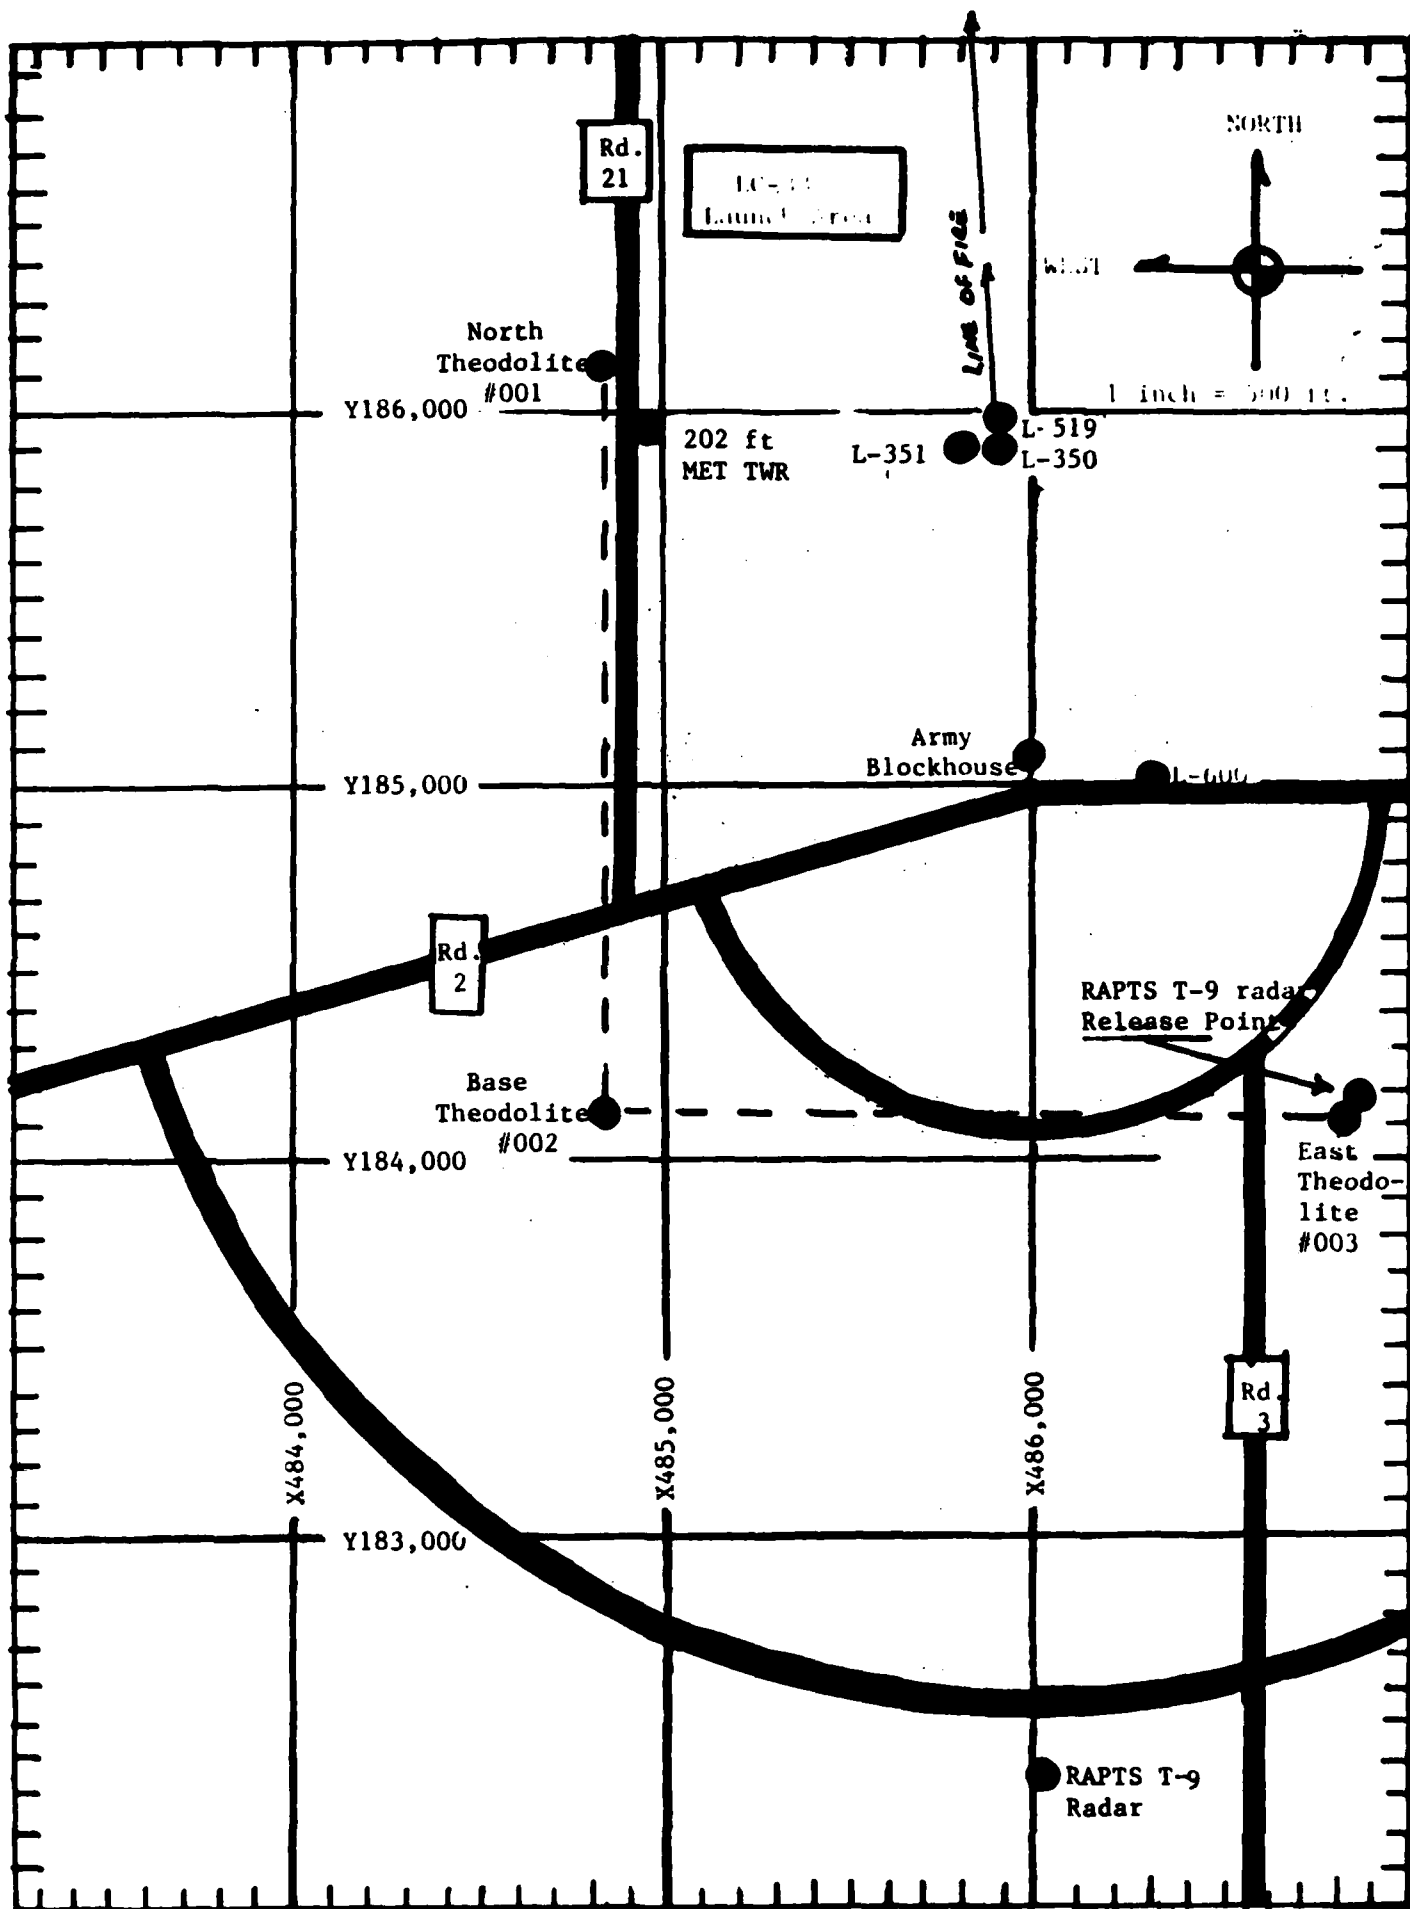 NORTH
Rd.
21
Launch Area
LINE OF FIRE
WEST
North
Theodolite
#001
1 inch =
Y186,000
202 ft
MET TWR
L-351
L-519
L-350
Army
Blockhouse
Y185,000
Rd.
2
RAPTS T-9 radar
Release Point
Base
Theodolite
#002
Y184,000
East
Theodo-
lite
#003
X484,000
X485,000
X486,000
Rd.
3
Y183,000
RAPTS T-9
Radar